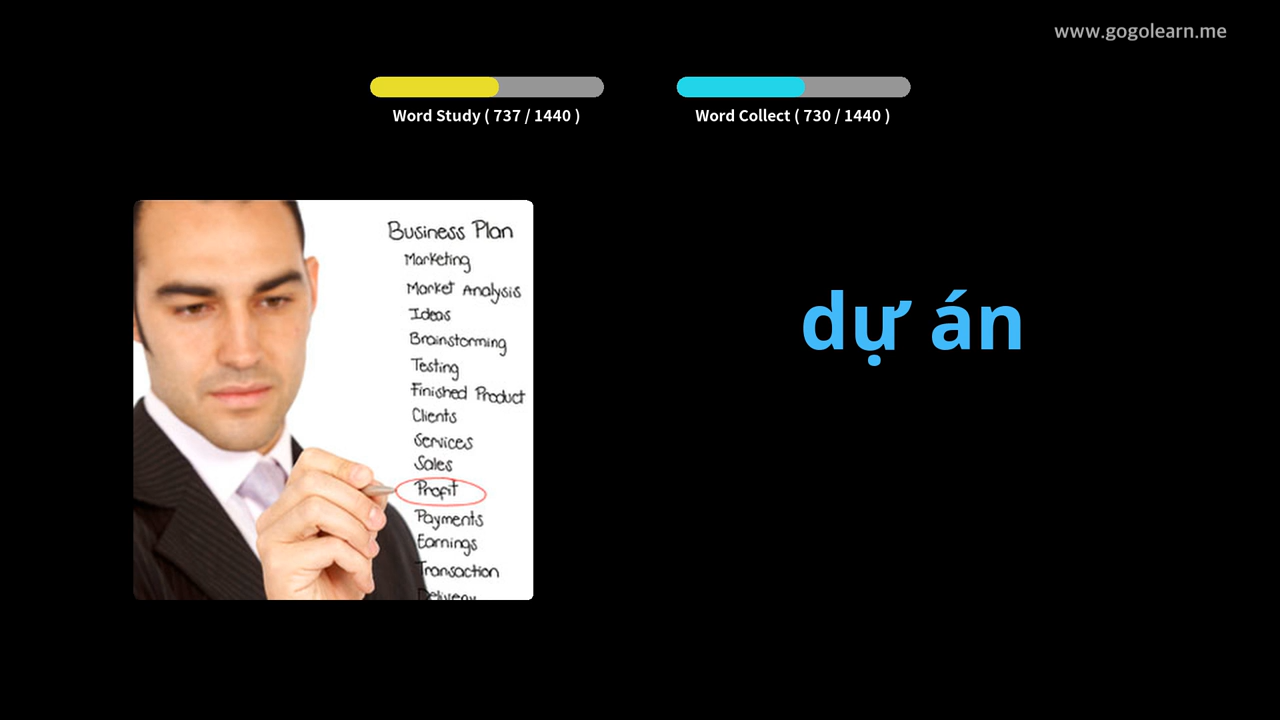 www.gogolearn.me
Word Study ( 737 / 1440 )
Word Collect ( 730 / 1440 )
Business Plan
Marketing
Market Analysis
Ideas
Brainstorming
Testing
Finished Product
Clients
Services
Sales
Profit
Payments
Earnings
Transaction
Delivery
dự án